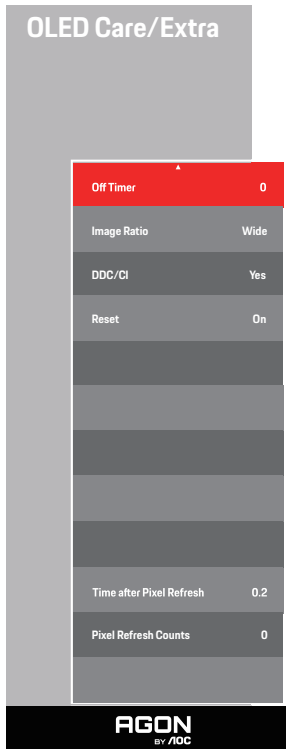 OLED Care/Extra
Off Timer 0
Image Ratio Wide
DDC/CI Yes
Reset On
Time after Pixel Refresh 0.2
Pixel Refresh Counts 0
AGON
BY AOC